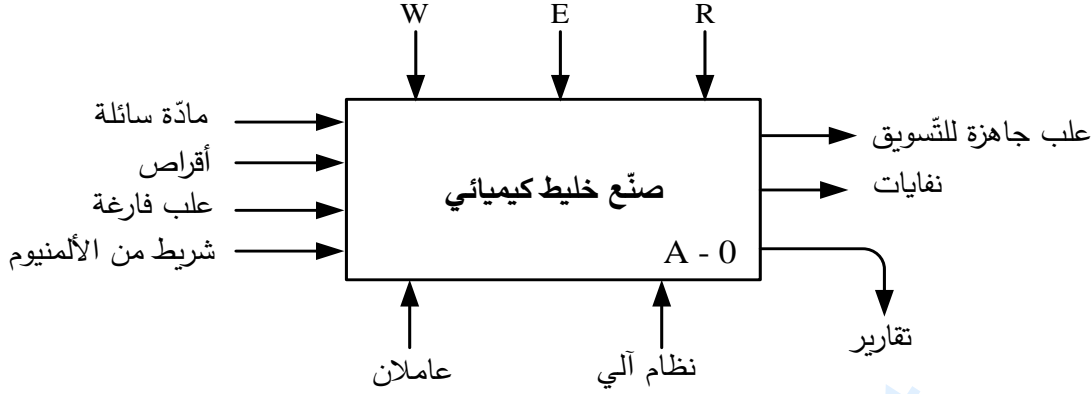 W E R
مادّة سائلة
أقراص
علب فارغة
شريط من الألمنيوم
صنّع خليط كيميائي
A - 0
علب جاهزة للتّسويق
نفايات
تقارير
عاملان
نظام آلي